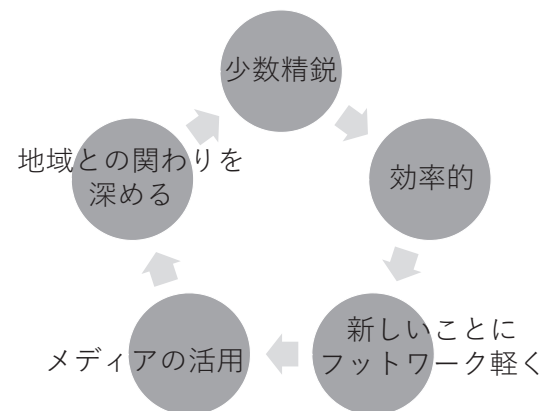 少数精鋭
効率的
新しいことに
フットワーク軽く
メディアの活用
地域との関わりを
深める